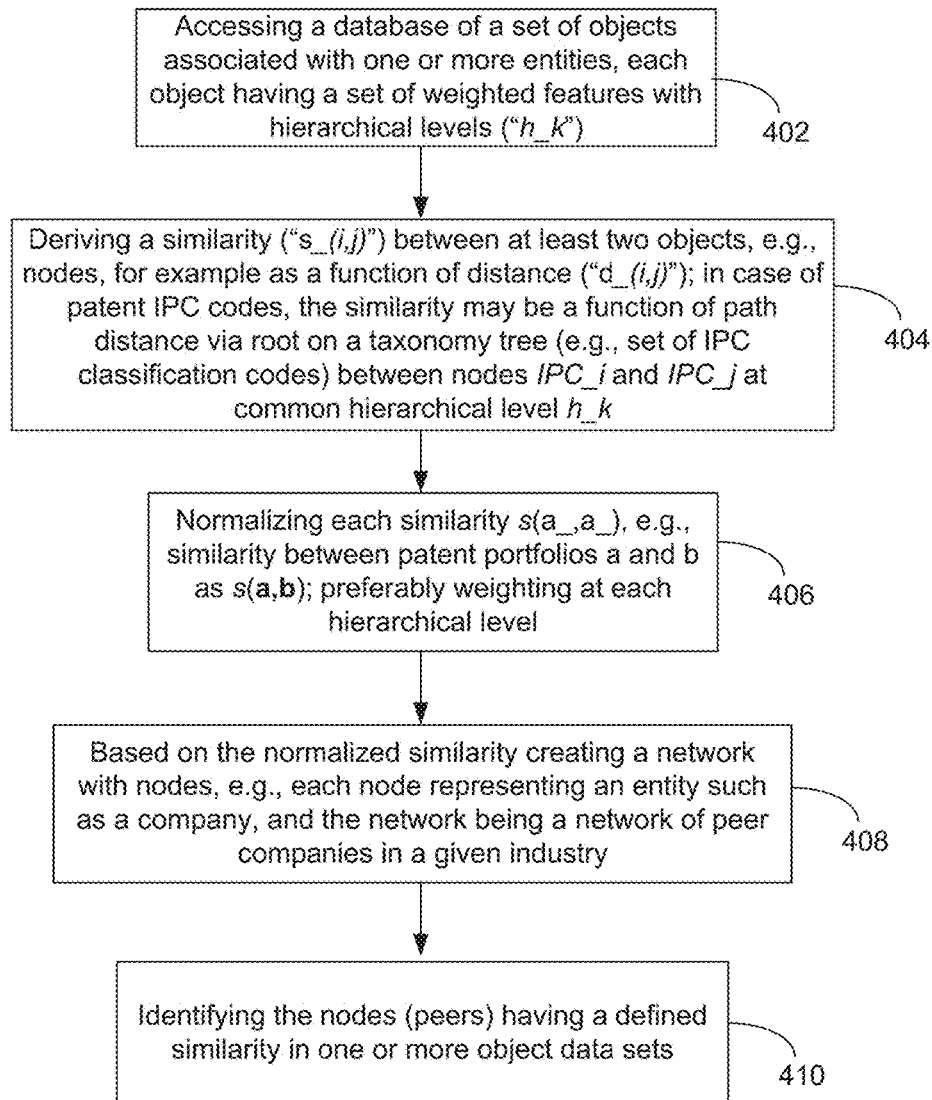 Accessing a database of a set of objects
associated with one or more entities, each
object having a set of weighted features with
hierarchical levels (“h_k”)
402
Deriving a similarity (“s_(i,j)”) between at least two objects, e.g.,
nodes, for example as a function of distance (“d_(i,j)”); in case of
patent IPC codes, the similarity may be a function of path
distance via root on a taxonomy tree (e.g., set of IPC
classification codes) between nodes IPC_i and IPC_j at
common hierarchical level h_k
404
Normalizing each similarity s(a_,a_), e.g.,
similarity between patent portfolios a and b
as s(a,b); preferably weighting at each
hierarchical level
406
Based on the normalized similarity creating a network
with nodes, e.g., each node representing an entity such
as a company, and the network being a network of peer
companies in a given industry
408
Identifying the nodes (peers) having a defined
similarity in one or more object data sets
410